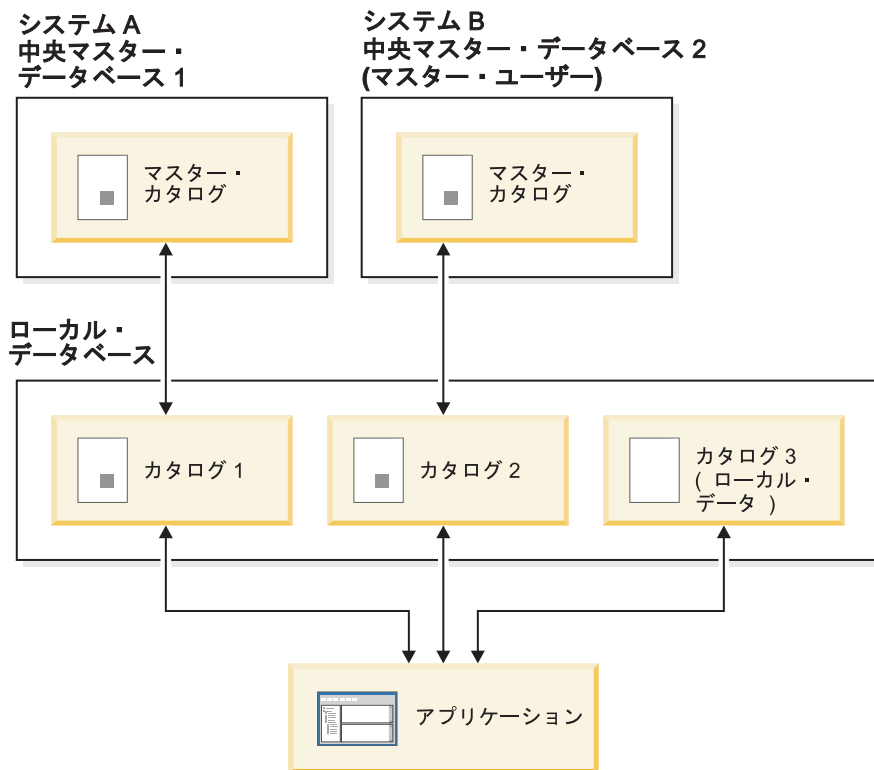 システム A
中央マスター・
データベース 1
システム B
中央マスター・データベース 2
(マスター・ユーザー)
マスター・
カタログ
マスター・
カタログ
ローカル・
データベース
カタログ 1
カタログ 2
カタログ 3
( ローカル・
データ )
アプリケーション